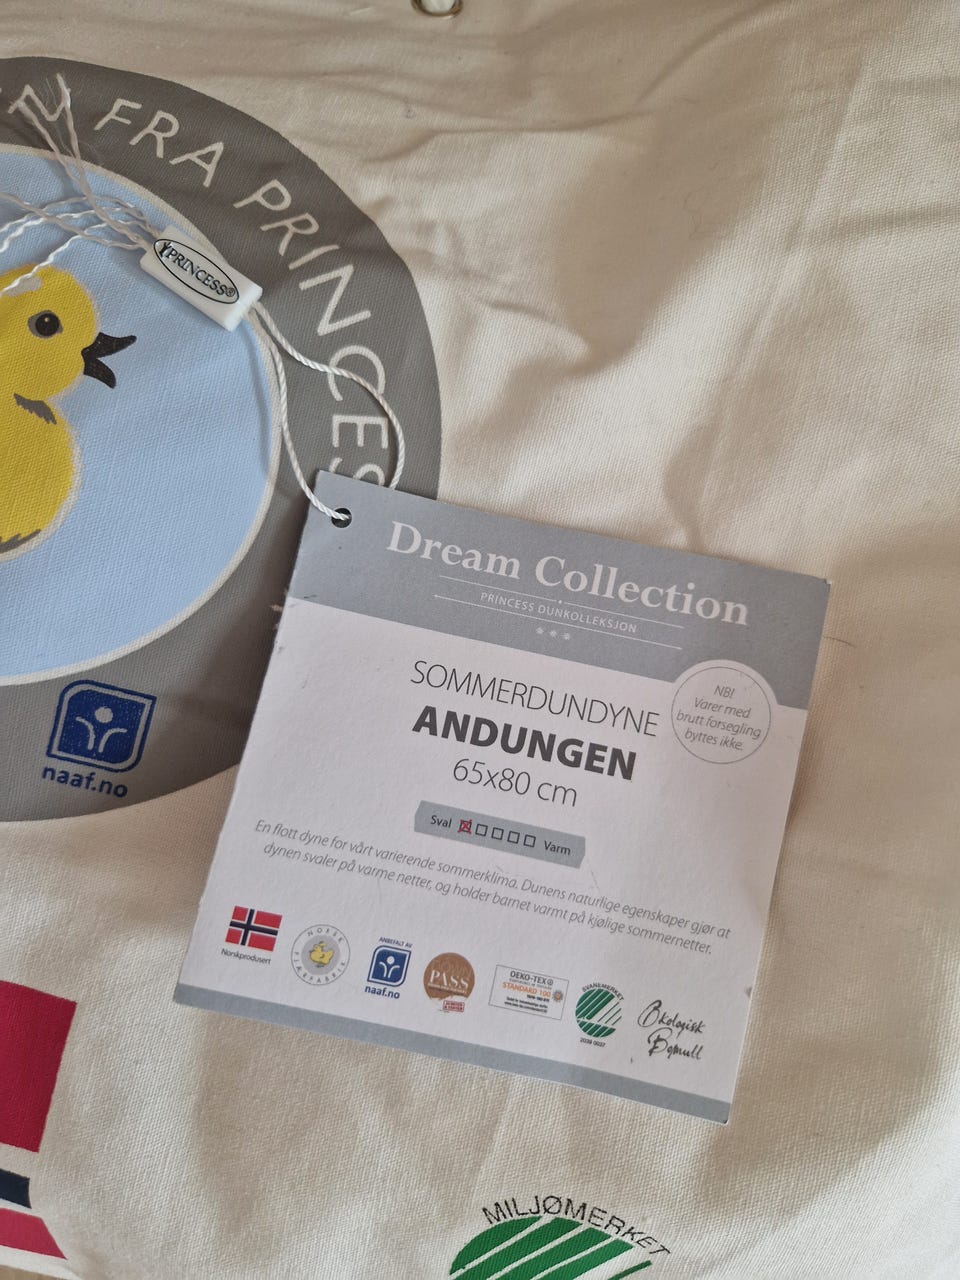 FRA PRINCESS
PRINCESS®
naaf.no
Dream Collection
PRINCESS DUNKOLLEKSJON
NB!
Varer med
brutt forsegling
byttes ikke.
SOMMERDUNDYNE
ANDUNGEN
65x80 cm
Sval Varm
En flott dyne for vårt varierende sommerklima. Dunens naturlige egenskaper gjør at
dynen svaler på varme netter, og holder barnet varmt på kjølige sommernetter.
Norskprodusert
NORSK
FJÆRFABRIK
ANBEFALT AV
naaf.no
PASS
OEKO-TEX®
STANDARD 100
SVANEMERKET
Økologisk
Bomull
MILJØMERKET